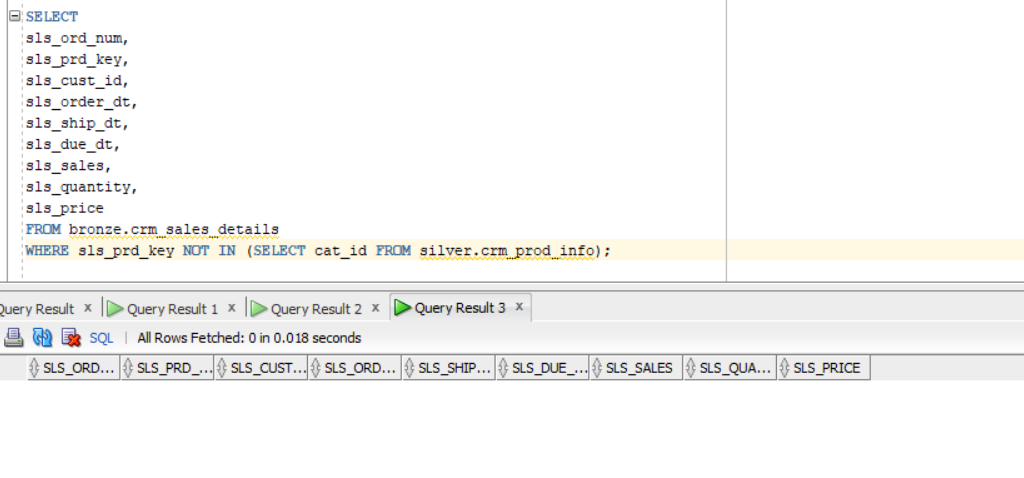 SELECT
sls_ord_num,
sls_prd_key,
sls_cust_id,
sls_order_dt,
sls_ship_dt,
sls_due_dt,
sls_sales,
sls_quantity,
sls_price
FROM bronze.crm_sales_details
WHERE sls_prd_key NOT IN (SELECT cat_id FROM silver.crm_prod_info);
Query Result x Query Result 1 x Query Result 2 x Query Result 3 x
SQL | All Rows Fetched: 0 in 0.018 seconds
SLS_ORD... SLS_PRD_... SLS_CUST... SLS_ORD... SLS_SHIP... SLS_DUE_... SLS_SALES SLS_QUA... SLS_PRICE